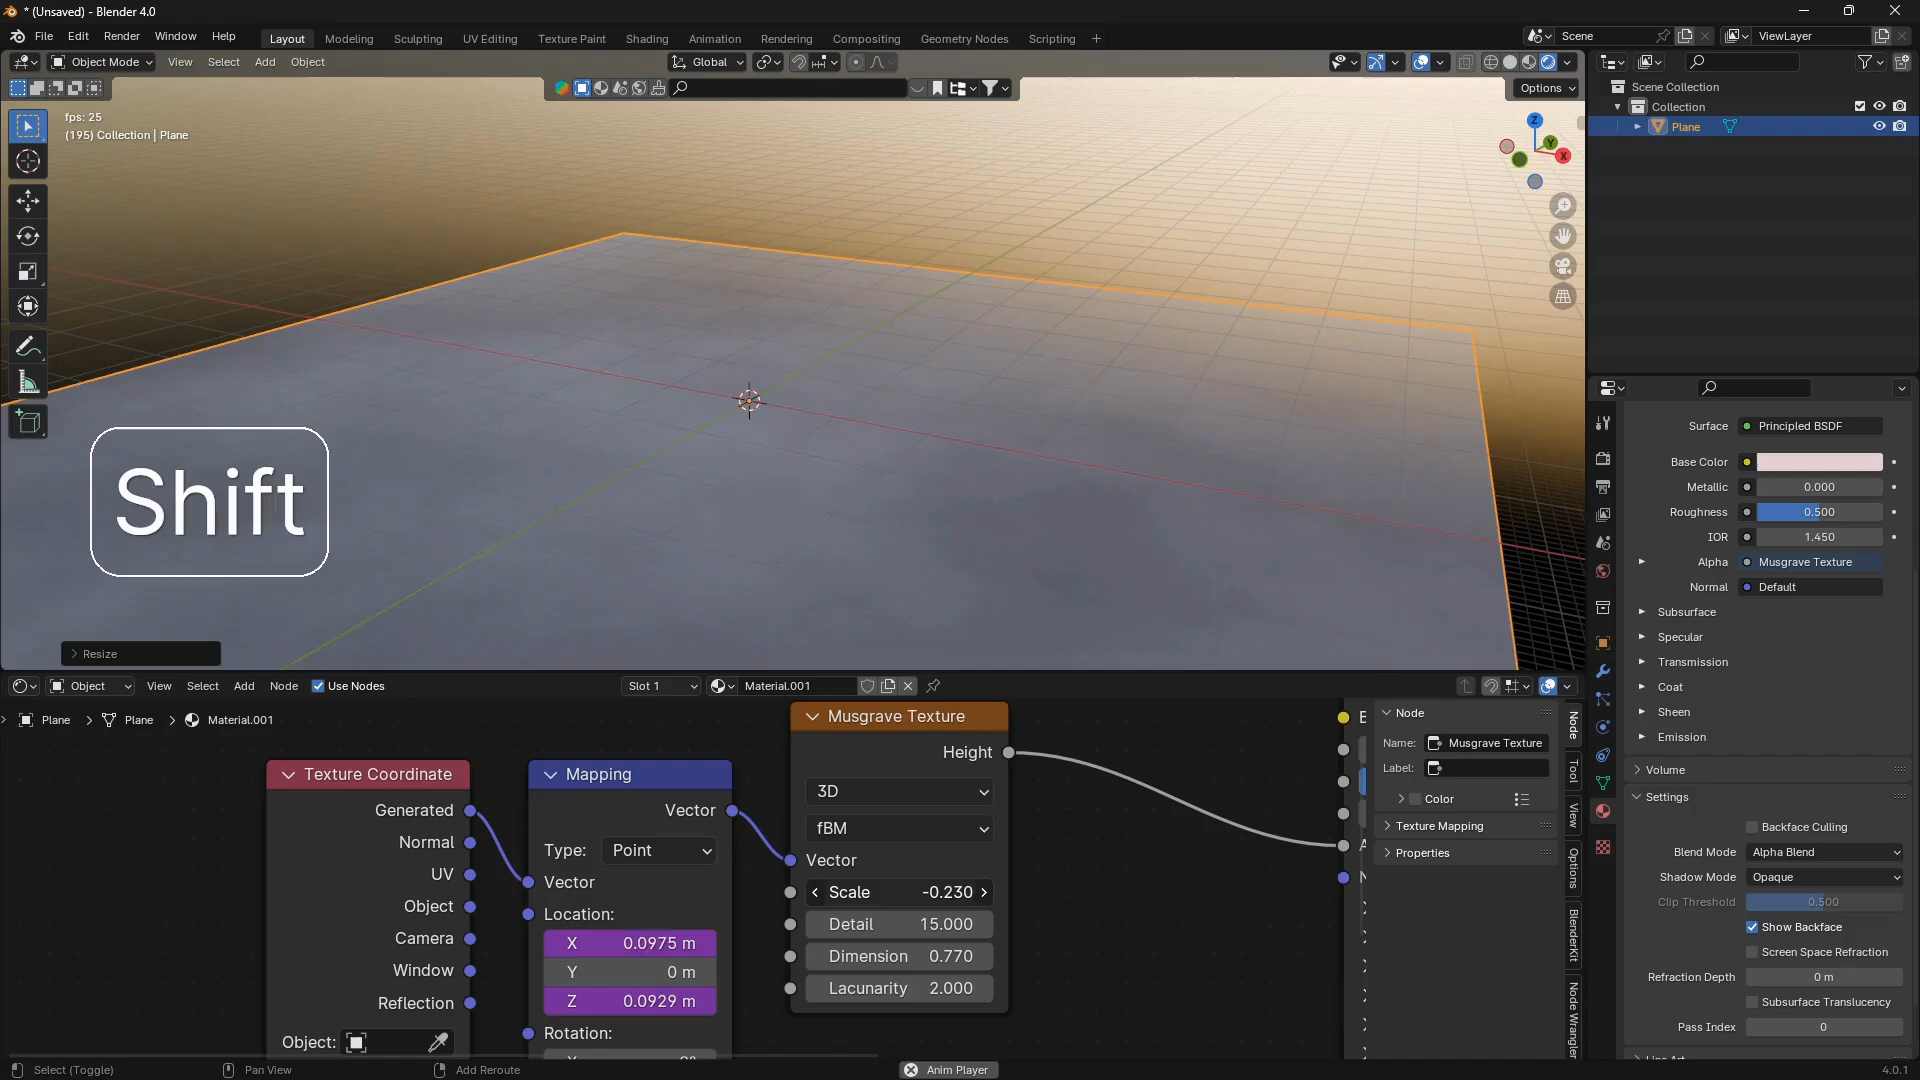 * (Unsaved) - Blender 4.0
File Edit Render Window Help
Layout Modeling Sculpting UV Editing Texture Paint Shading Animation Rendering Compositing Geometry Nodes Scripting +
Scene
ViewLayer
Object Mode View Select Add Object
Global
Options
fps: 25
(195) Collection | Plane
Z
Y
X
Scene Collection
Collection
Plane
Shift
Resize
Surface Principled BSDF
Base Color
Metallic 0.000
Roughness 0.500
IOR 1.450
Alpha Musgrave Texture
Normal Default
Subsurface
Specular
Transmission
Coat
Sheen
Emission
Volume
Settings
Backface Culling
Blend Mode Alpha Blend
Shadow Mode Opaque
Clip Threshold 0.500
Show Backface
Screen Space Refraction
Refraction Depth 0 m
Subsurface Translucency
Pass Index 0
Object View Select Add Node Use Nodes
Slot 1
Material.001
Plane > Plane > Material.001
Texture Coordinate
Generated
Normal
UV
Object
Camera
Window
Reflection
Object:
Mapping
Vector
Type: Point
Vector
Location:
X 0.0975 m
Y 0 m
Z 0.0929 m
Rotation:
Musgrave Texture
Height
3D
fBM
Vector
Scale -0.230
Detail 15.000
Dimension 0.770
Lacunarity 2.000
Node
Name: Musgrave Texture
Label:
Color
Texture Mapping
Properties
Node
Tool
View
Options
BlenderKit
Node Wrangler
Select (Toggle)
Pan View
Add Reroute
Anim Player
4.0.1